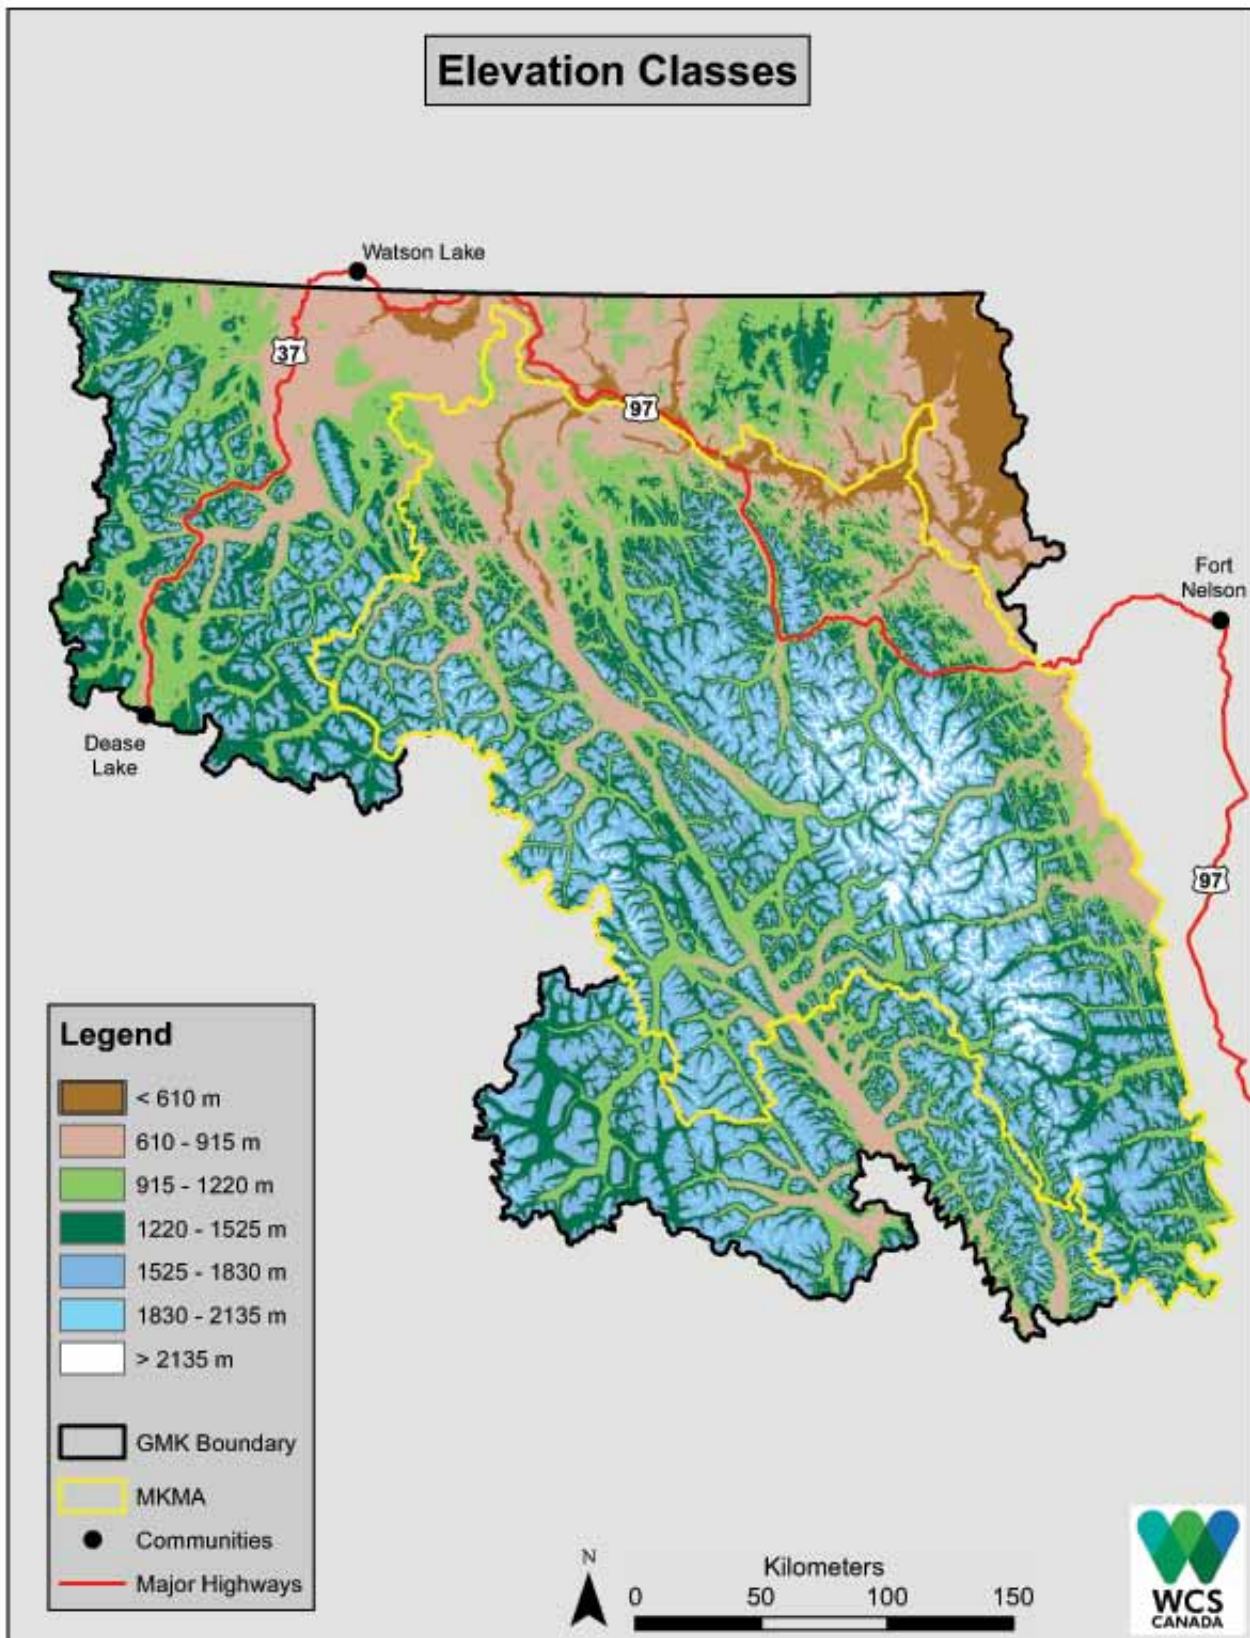 Elevation Classes
Watson Lake
37
97
Fort
Nelson
Dease
Lake
97
Legend
< 610 m
610 - 915 m
915 - 1220 m
1220 - 1525 m
1525 - 1830 m
1830 - 2135 m
> 2135 m
GMK Boundary
MKMA
Communities
Major Highways
N
Kilometers
0 50 100 150
WCS
CANADA